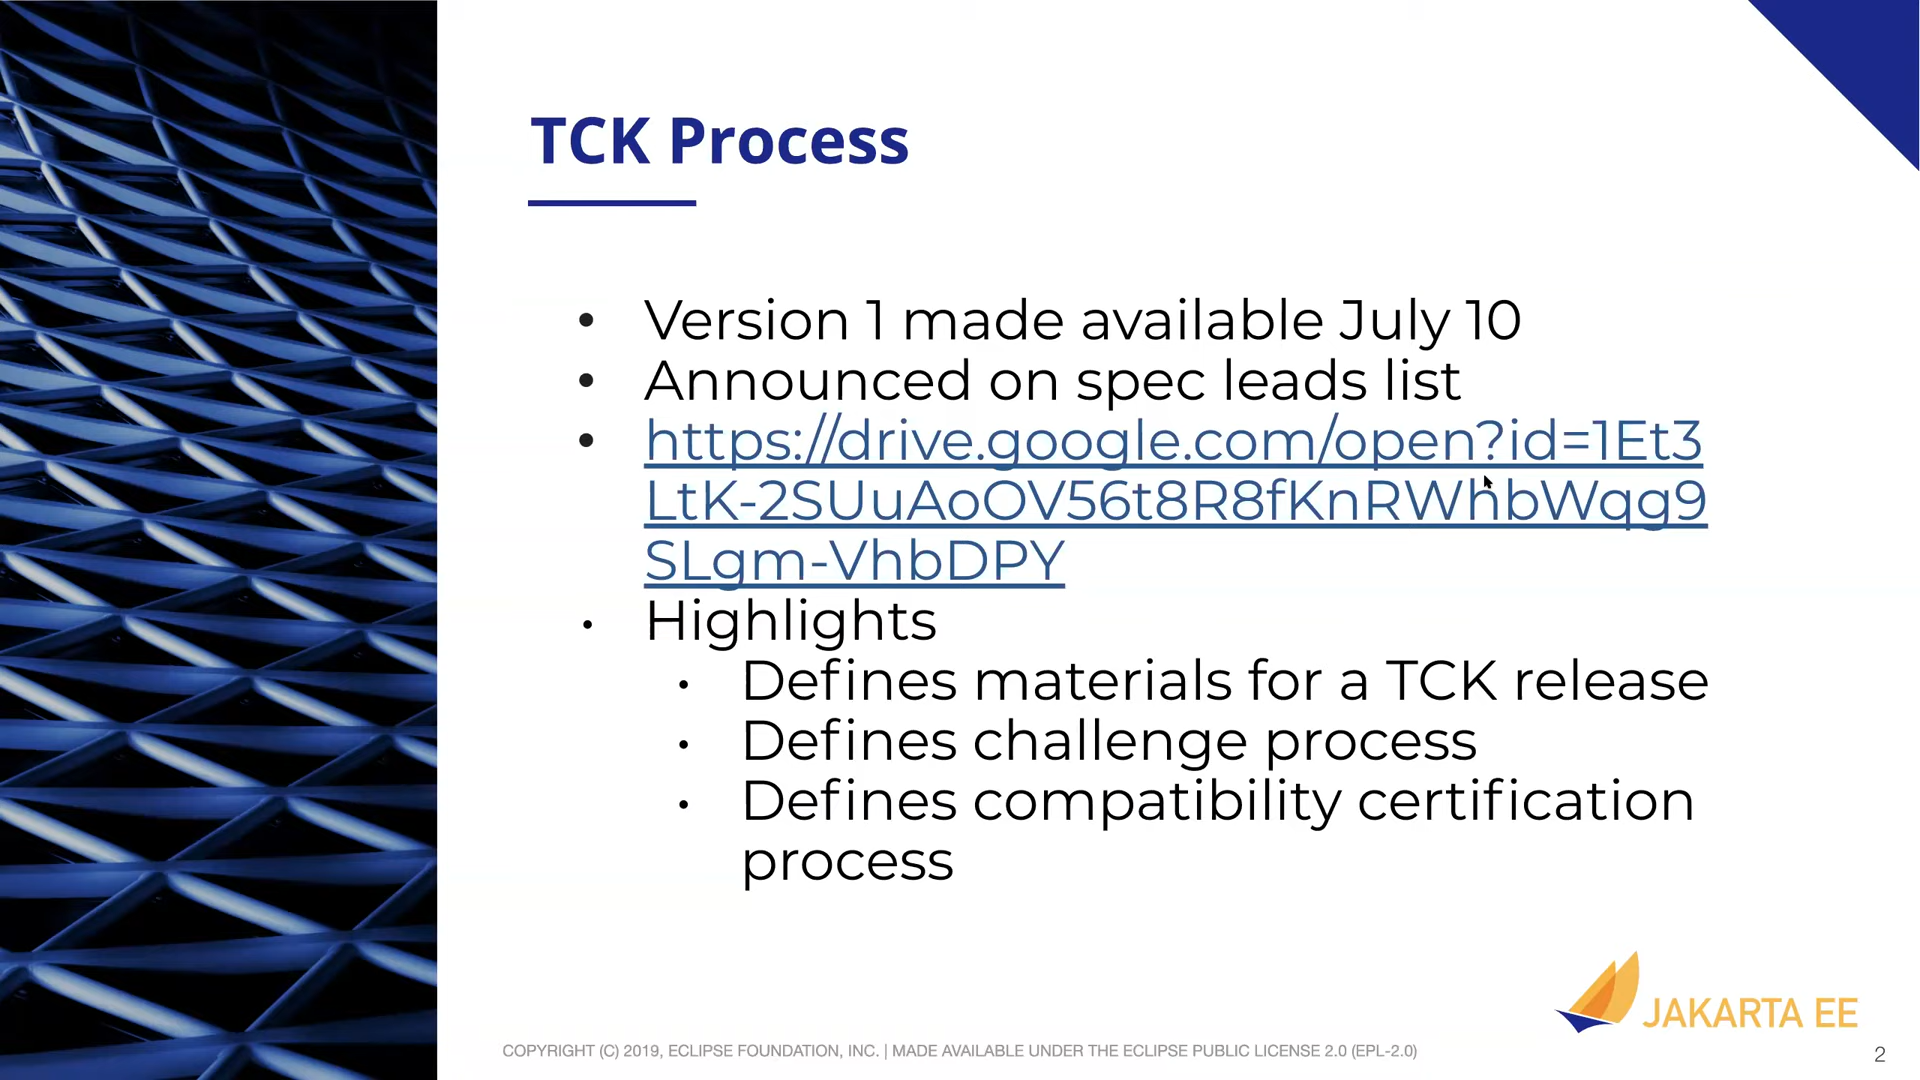 TCK Process
• Version 1 made available July 10
• Announced on spec leads list
• https://drive.google.com/open?id=1Et3
LtK-2SUuAoOV56t8R8fKnRWhbWqg9
SLgm-VhbDPY
• Highlights
• Defines materials for a TCK release
• Defines challenge process
• Defines compatibility certification
process
JAKARTA EE
COPYRIGHT (C) 2019, ECLIPSE FOUNDATION, INC. | MADE AVAILABLE UNDER THE ECLIPSE PUBLIC LICENSE 2.0 (EPL-2.0)
2